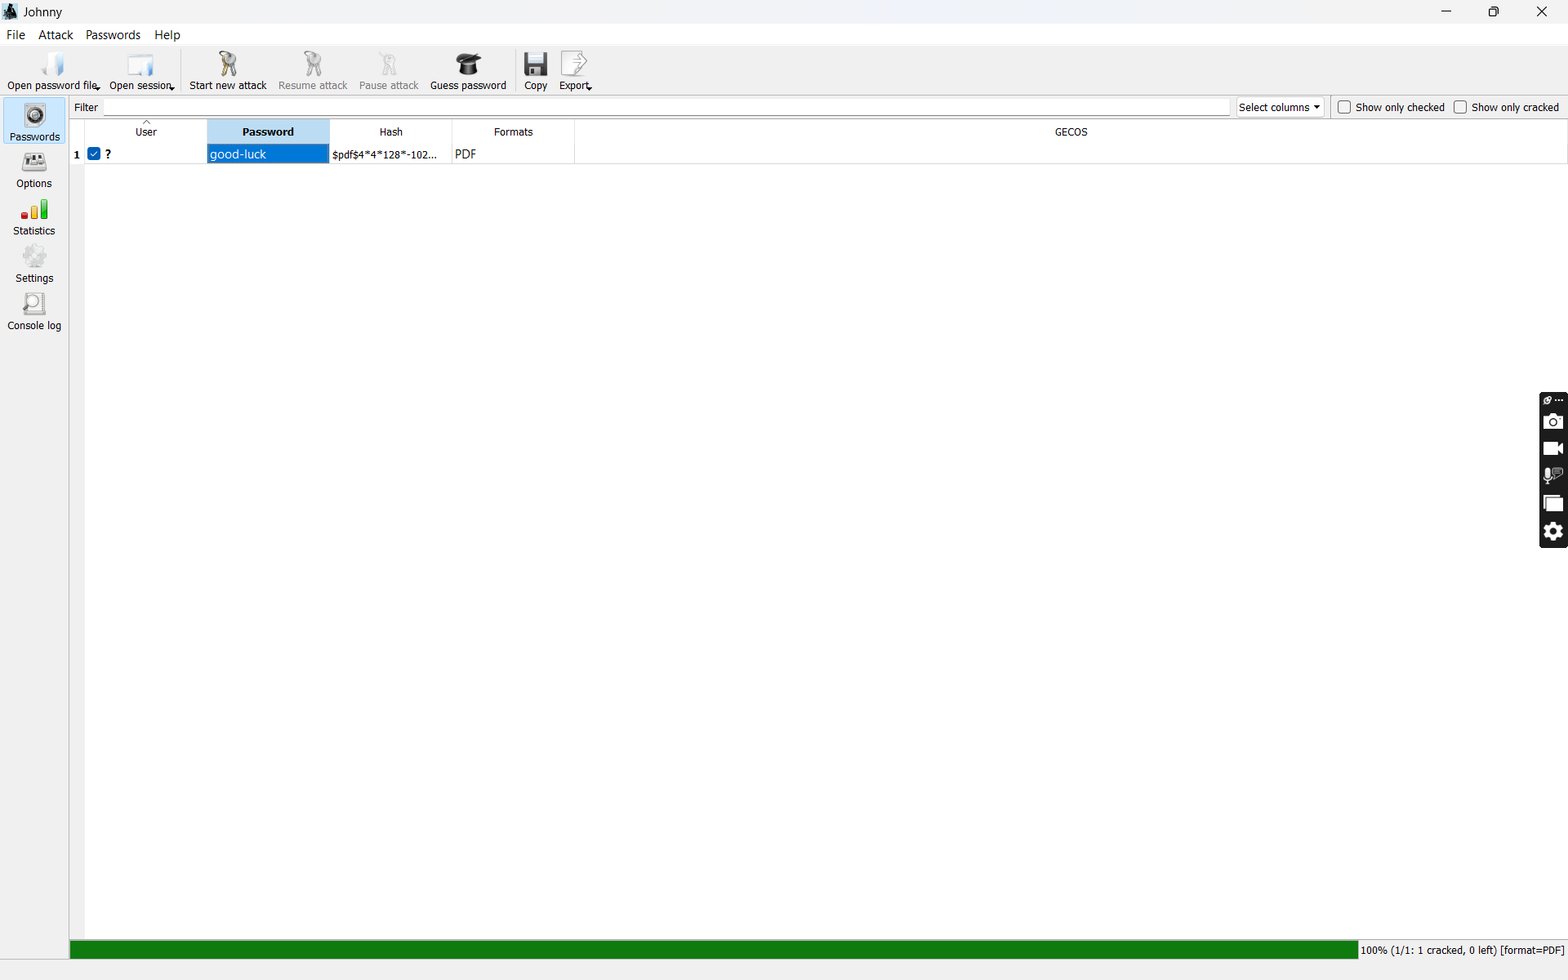 Johnny
File Attack Passwords Help
Open password file Open session Start new attack Resume attack Pause attack Guess password Copy Export
Passwords
Options
Statistics
Settings
Console log
Filter Select columns Show only checked Show only cracked
User Password Hash Formats GECOS
1 ? good-luck $pdf$4*4*128*-102... PDF
100% (1/1: 1 cracked, 0 left) [format=PDF]